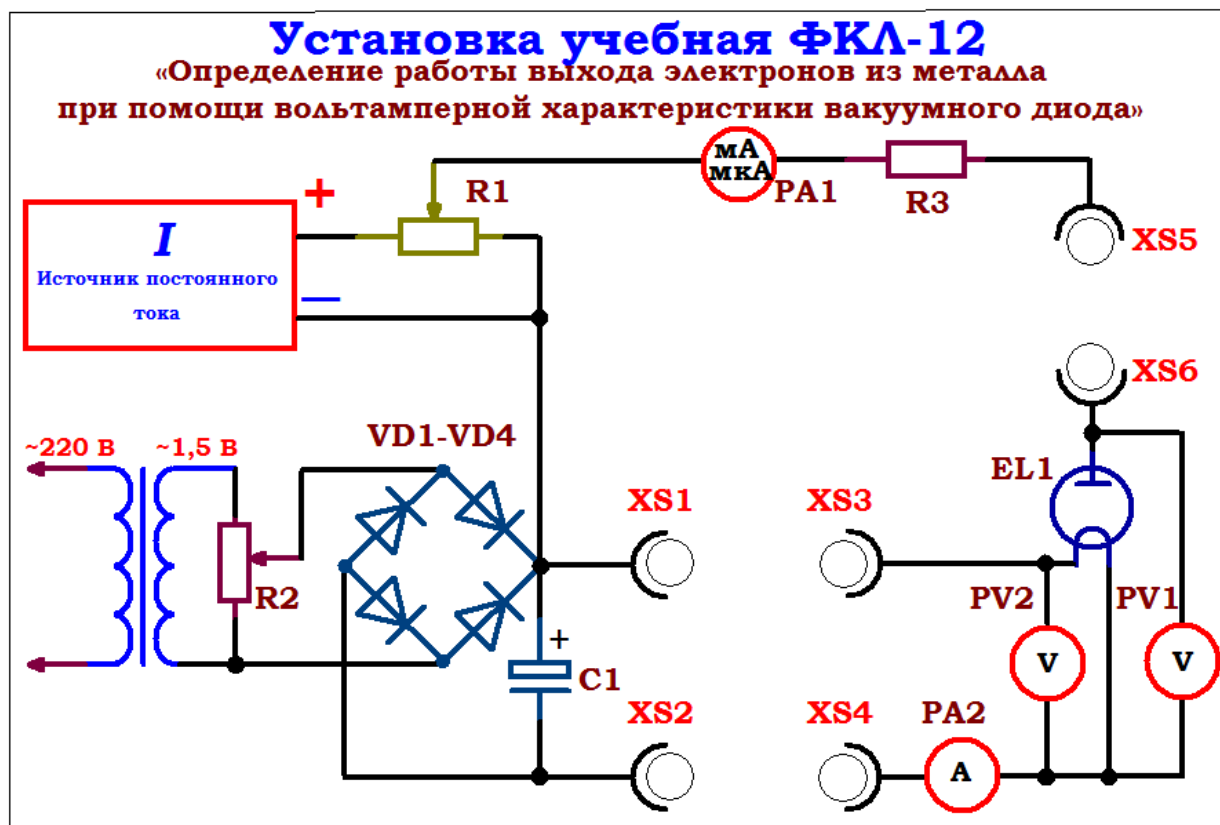 Установка учебная ФКЛ-12
«Определение работы выхода электронов из металла
при помощи вольтамперной характеристики вакуумного диода»
мА
мкА
PA1
R1
R3
+
I
Источник постоянного
тока
—
XS5
XS6
~220 В
~1,5 В
VD1-VD4
EL1
XS1
XS3
R2
PV2
PV1
+
C1
V
V
XS2
XS4
PA2
A